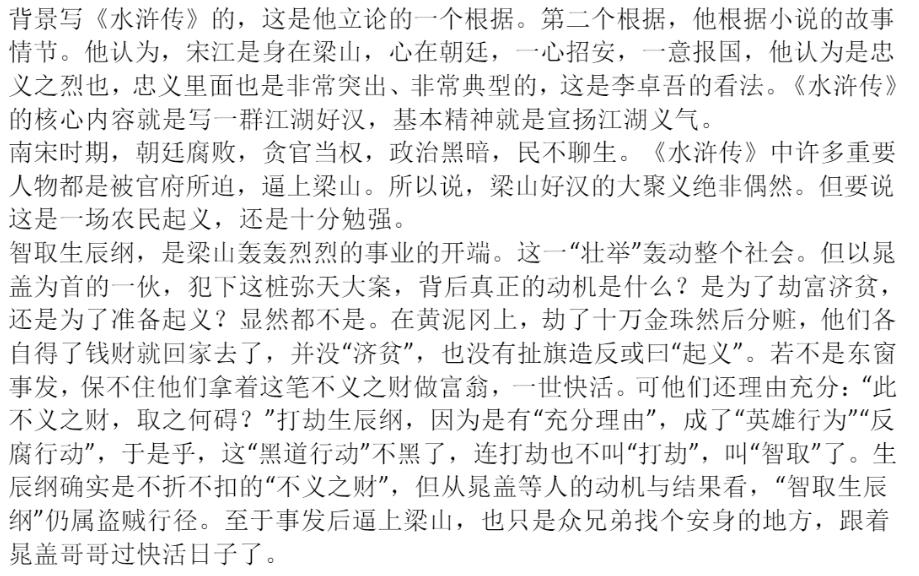 背景写《水浒传》的，这是他立论的一个根据。第二个根据，他根据小说的故事
情节。他认为，宋江是身在梁山，心在朝廷，一心招安，一意报国，他认为是忠
义之烈也，忠义里面也是非常突出、非常典型的，这是李卓吾的看法。《水浒传》
的核心内容就是写一群江湖好汉，基本精神就是宣扬江湖义气。
南宋时期，朝廷腐败，贪官当权，政治黑暗，民不聊生。《水浒传》中许多重要
人物都是被官府所迫，逼上梁山。所以说，梁山好汉的大聚义绝非偶然。但要说
这是一场农民起义，还是十分勉强。
智取生辰纲，是梁山轰轰烈烈的事业的开端。这一“壮举”轰动整个社会。但以晁
盖为首的一伙，犯下这桩弥天大案，背后真正的动机是什么？是为了劫富济贫，
还是为了准备起义？显然都不是。在黄泥冈上，劫了十万金珠然后分赃，他们各
自得了钱财就回家去了，并没“济贫”，也没有扯旗造反或曰“起义”。若不是东窗
事发，保不住他们拿着这笔不义之财做富翁，一世快活。可他们还理由充分：“此
不义之财，取之何碍？”打劫生辰纲，因为是有“充分理由”，成了“英雄行为”“反
腐行动”，于是乎，这“黑道行动”不黑了，连打劫也不叫“打劫”，叫“智取”了。生
辰纲确实是不折不扣的“不义之财”，但从晁盖等人的动机与结果看，“智取生辰
纲”仍属盗贼行径。至于事发后逼上梁山，也只是众兄弟找个安身的地方，跟着
晁盖哥哥过快活日子了。